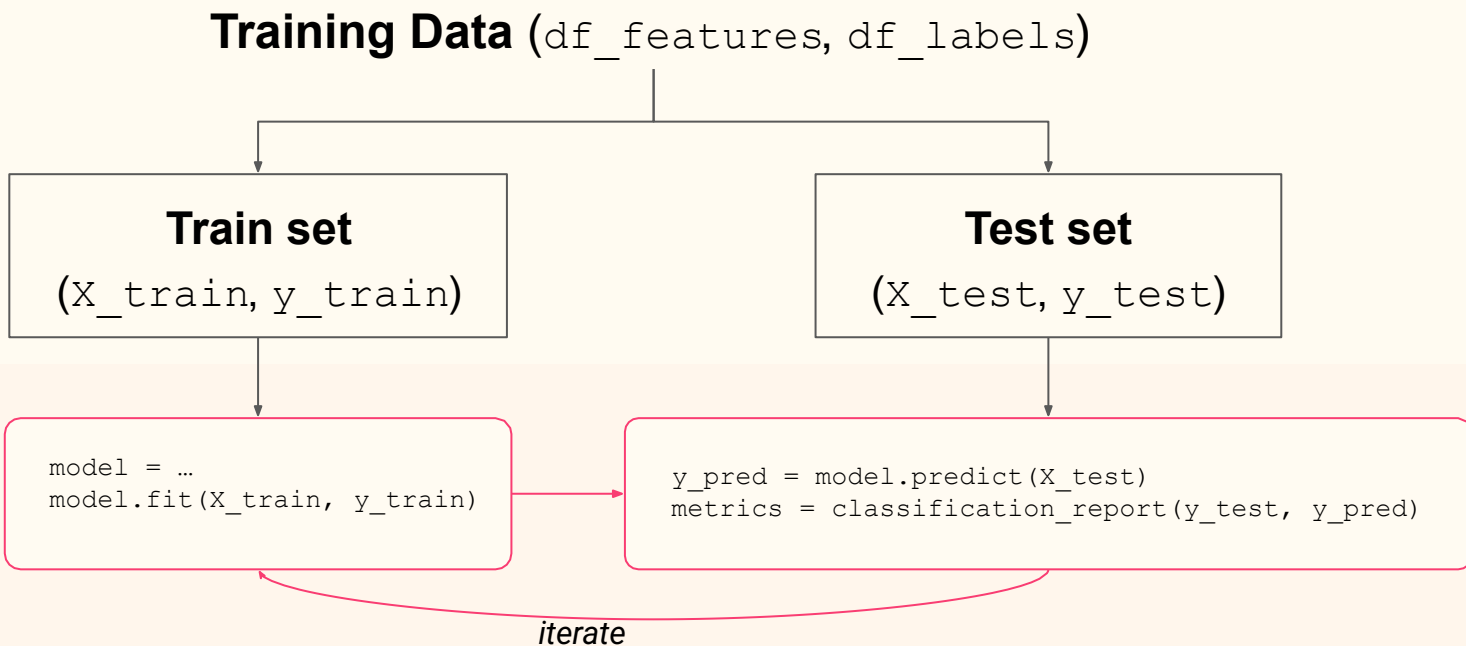 Training Data (df_features, df_labels)
Train set
(X_train, y_train)
Test set
(X_test, y_test)
model = …
model.fit(X_train, y_train)
y_pred = model.predict(X_test)
metrics = classification_report(y_test, y_pred)
iterate